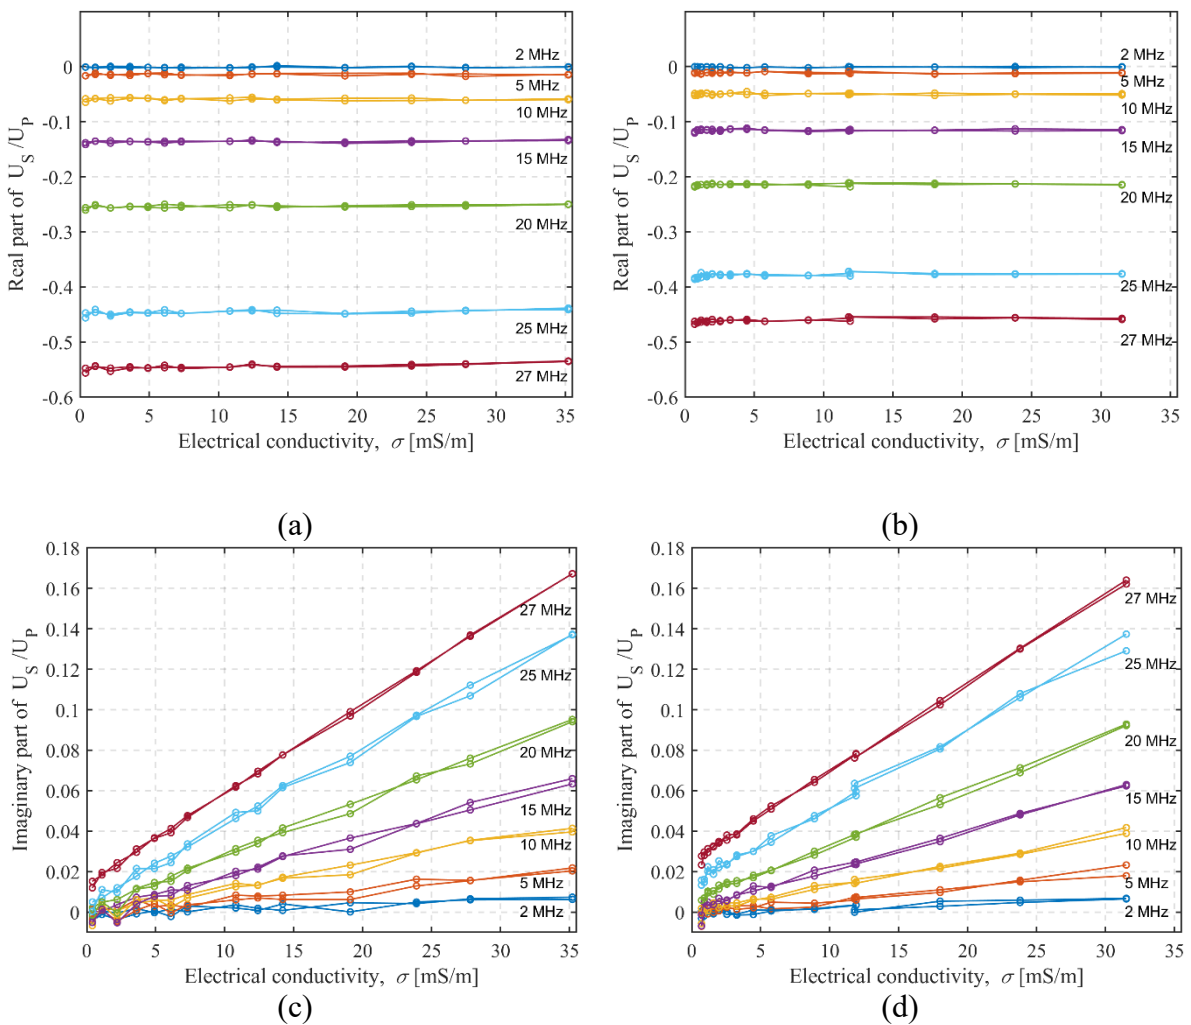 Real part of U_S/U_P
0
-0.1
-0.2
-0.3
-0.4
-0.5
-0.6
2 MHz
5 MHz
10 MHz
15 MHz
20 MHz
25 MHz
27 MHz
0 5 10 15 20 25 30 35
Electrical conductivity, σ [mS/m]
(a)
Real part of U_S/U_P
0
-0.1
-0.2
-0.3
-0.4
-0.5
-0.6
2 MHz
5 MHz
10 MHz
15 MHz
20 MHz
25 MHz
27 MHz
0 5 10 15 20 25 30 35
Electrical conductivity, σ [mS/m]
(b)
Imaginary part of U_S/U_P
0.18
0.16
0.14
0.12
0.1
0.08
0.06
0.04
0.02
0
27 MHz
25 MHz
20 MHz
15 MHz
10 MHz
5 MHz
2 MHz
0 5 10 15 20 25 30 35
Electrical conductivity, σ [mS/m]
(c)
Imaginary part of U_S/U_P
0.18
0.16
0.14
0.12
0.1
0.08
0.06
0.04
0.02
0
27 MHz
25 MHz
20 MHz
15 MHz
10 MHz
5 MHz
2 MHz
0 5 10 15 20 25 30 35
Electrical conductivity, σ [mS/m]
(d)